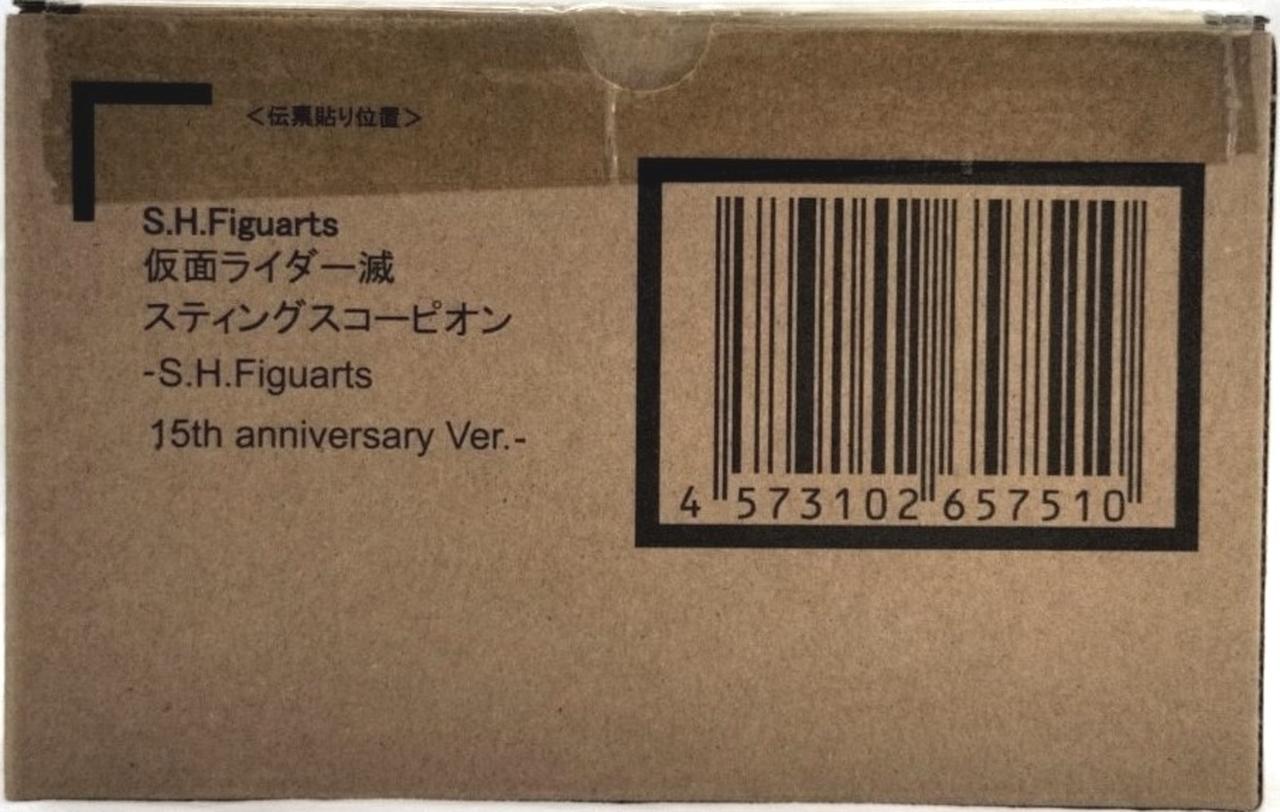 ＜伝票貼り位置＞
S.H.Figuarts
仮面ライダー滅
スティングスコーピオン
-S.H.Figuarts
15th anniversary Ver.-
4 573102 657510